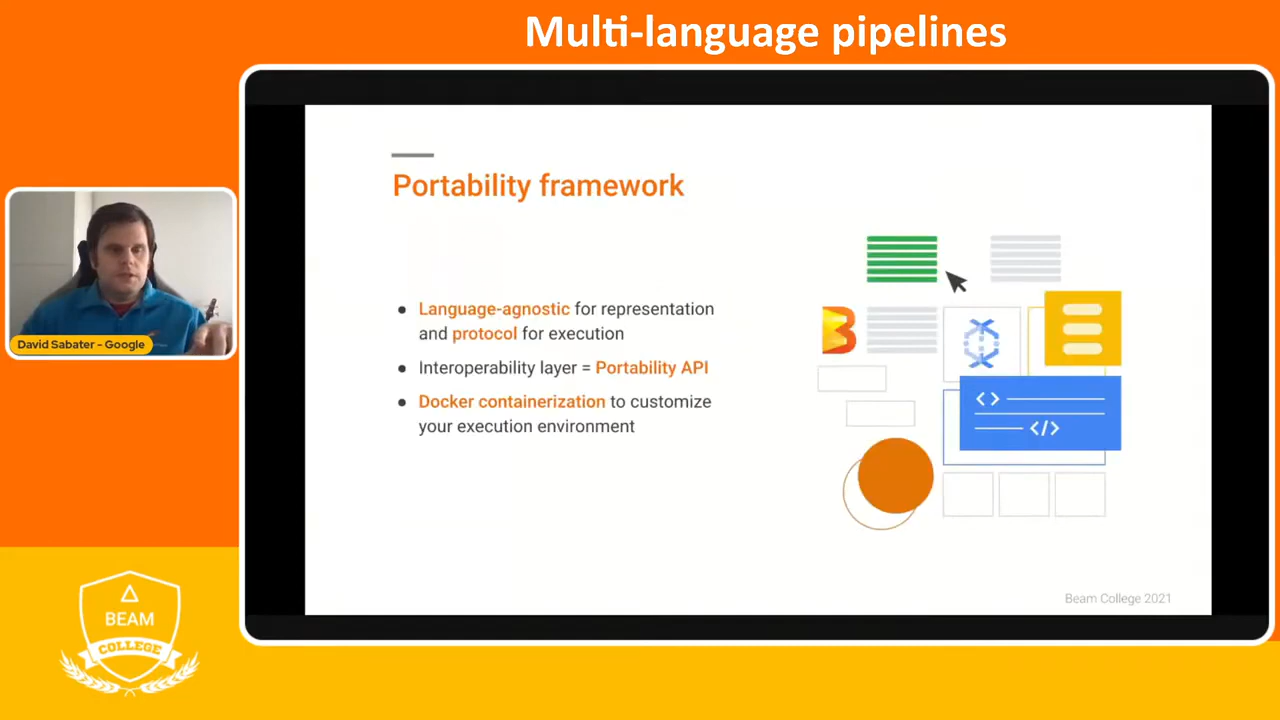 Multi-language pipelines
Portability framework
● Language-agnostic for representation
and protocol for execution
● Interoperability layer = Portability API
● Docker containerization to customize
your execution environment
<>
</>
David Sabater - Google
BEAM
COLLEGE
Beam College 2021